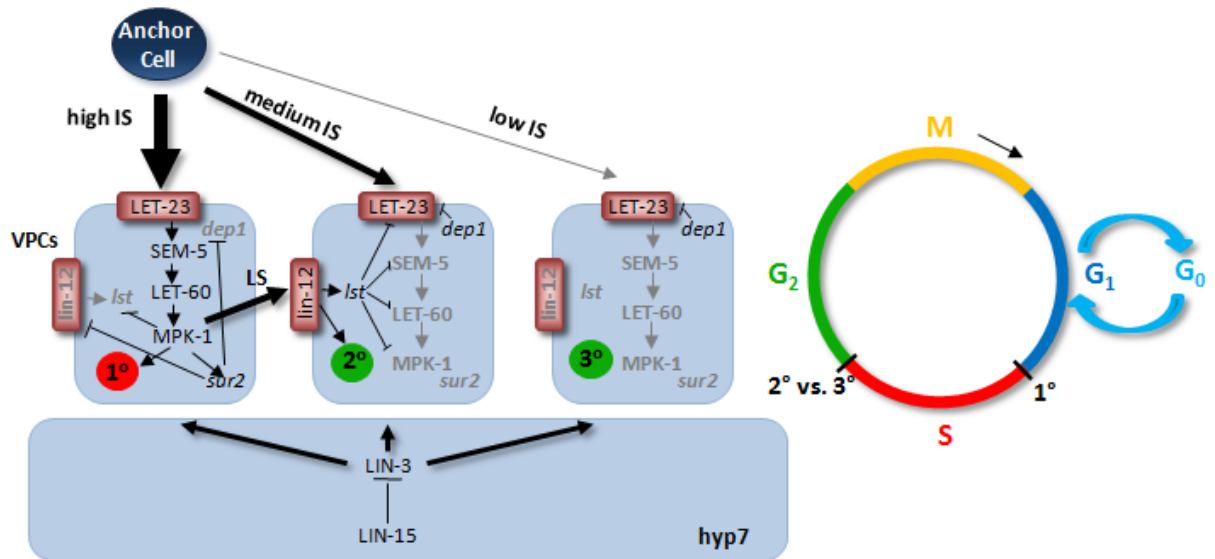 Anchor
Cell
high IS
medium IS
low IS
VPCs
LET-23
dep1
SEM-5
LET-60
MPK-1
lin-12
lst
1°
sur2
LS
LET-23
dep1
SEM-5
LET-60
MPK-1
lin-12
lst
2°
sur2
LET-23
dep1
SEM-5
LET-60
MPK-1
lin-12
lst
3°
sur2
LIN-3
LIN-15
hyp7
M
G2
G1
G0
2° vs. 3°
1°
S